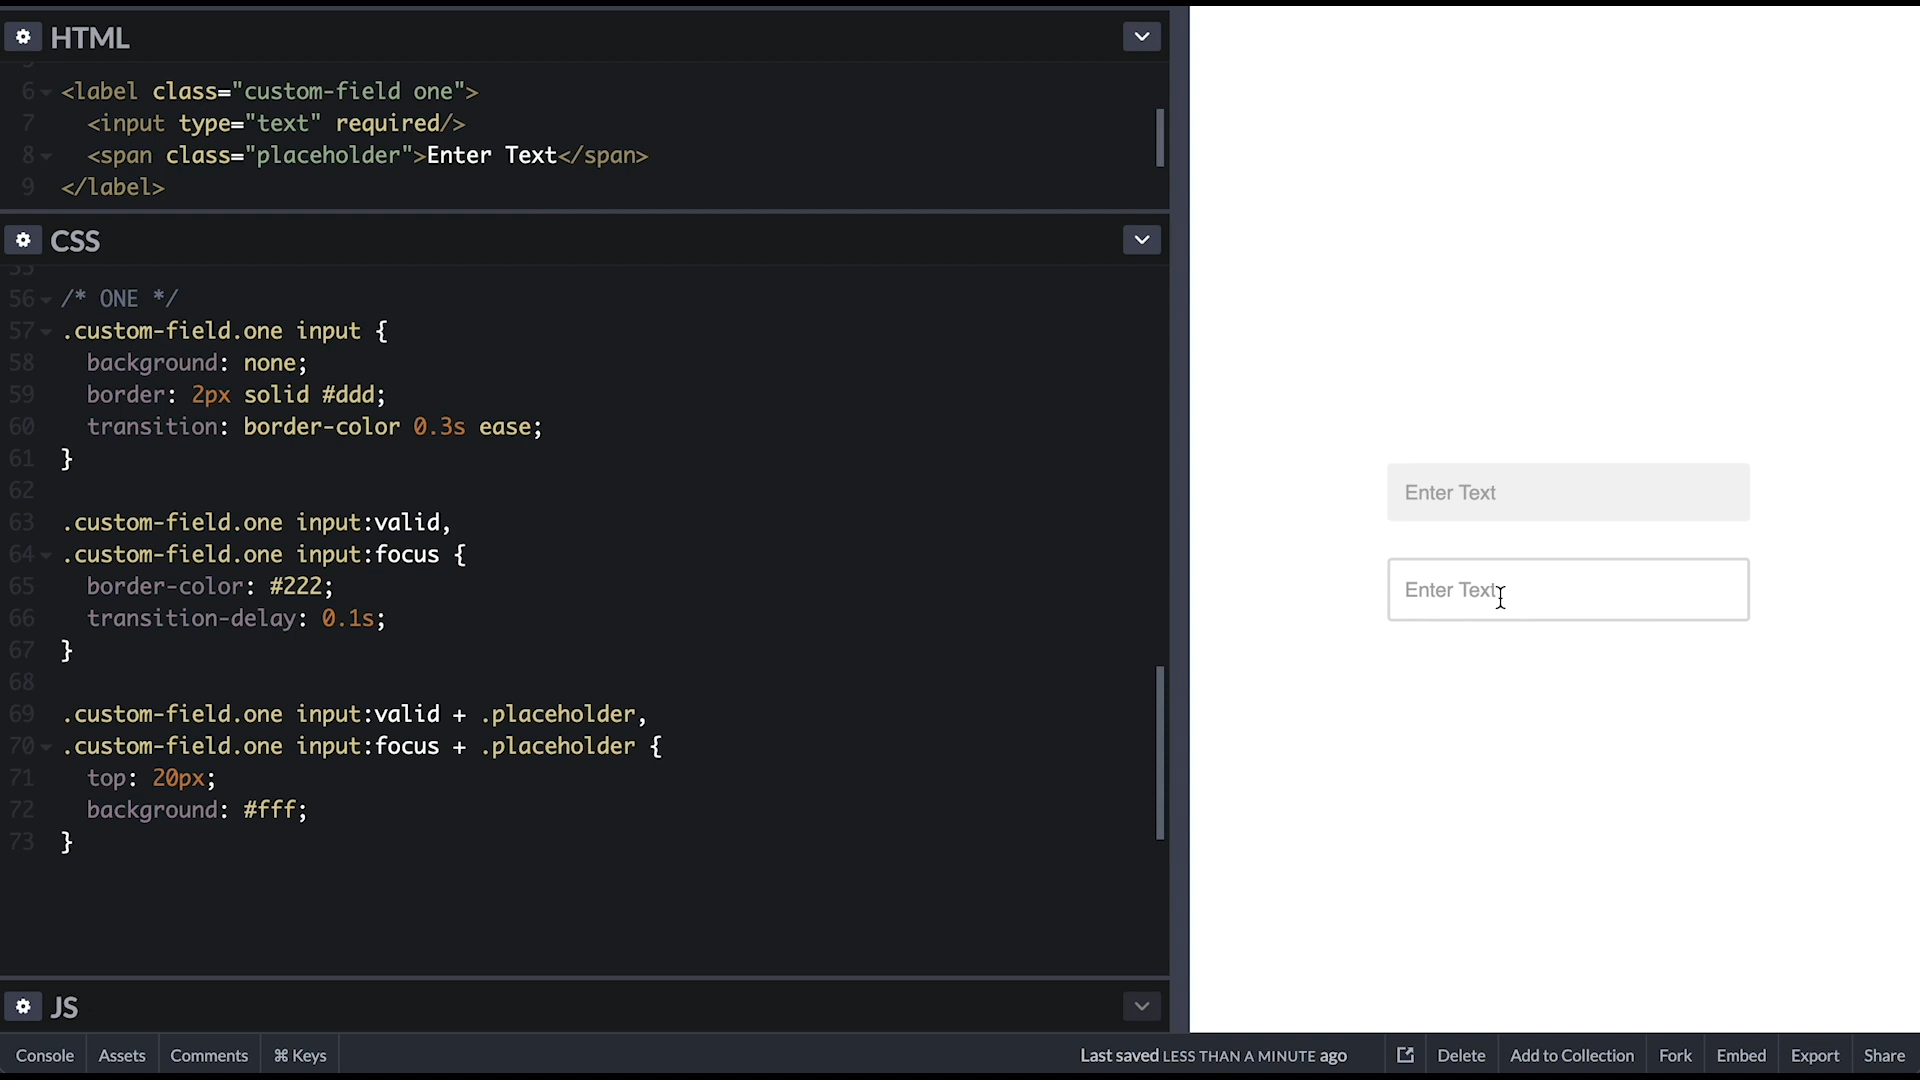 HTML
6 <label class="custom-field one">
7 <input type="text" required/>
8 <span class="placeholder">Enter Text</span>
9 </label>
CSS
56 /* ONE */
57 .custom-field.one input {
58 background: none;
59 border: 2px solid #ddd;
60 transition: border-color 0.3s ease;
61 }
62
63 .custom-field.one input:valid,
64 .custom-field.one input:focus {
65 border-color: #222;
66 transition-delay: 0.1s;
67 }
68
69 .custom-field.one input:valid + .placeholder,
70 .custom-field.one input:focus + .placeholder {
71 top: 20px;
72 background: #fff;
73 }
JS
Enter Text
Enter Text
Console Assets Comments ⌘ Keys Last saved LESS THAN A MINUTE ago Delete Add to Collection Fork Embed Export Share